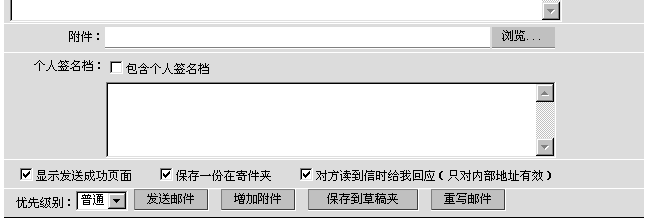 附件： 浏览...
个人签名档： 包含个人签名档
显示发送成功页面 保存一份在寄件夹 对方读到信时给我回应（只对内部地址有效）
优先级别： 普通 发送邮件 增加附件 保存到草稿夹 重写邮件